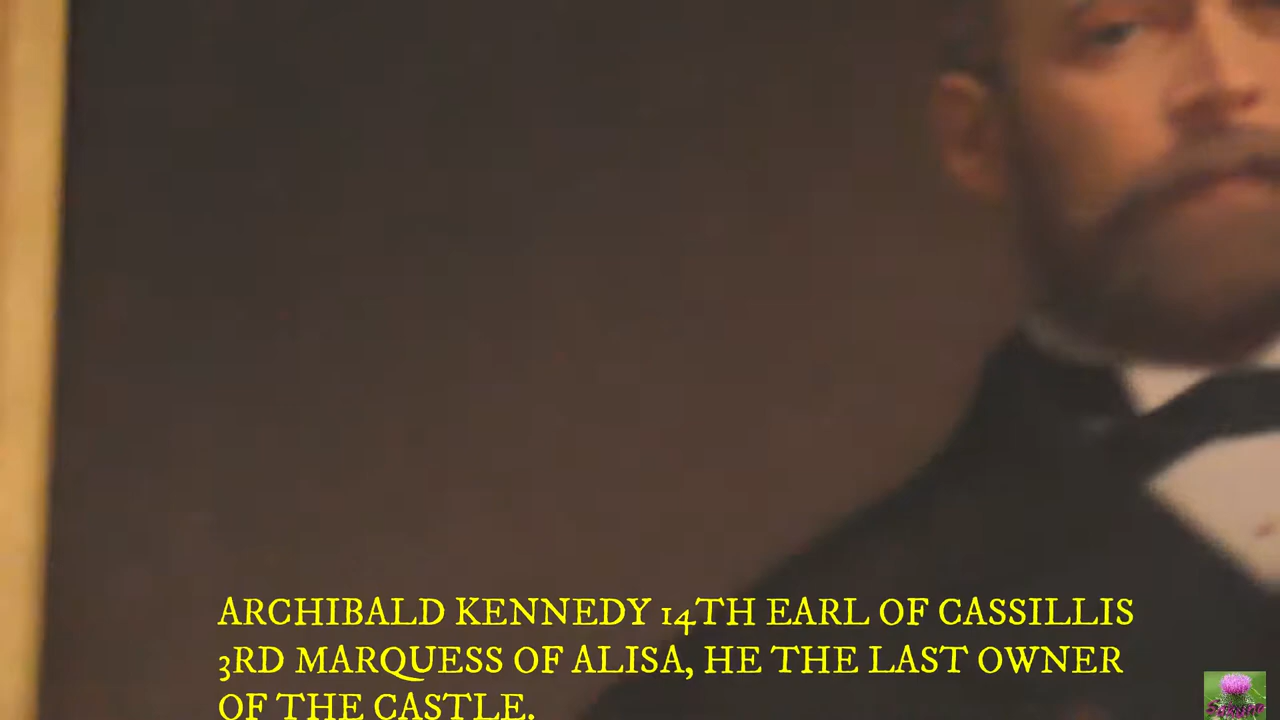 ARCHIBALD KENNEDY 14TH EARL OF CASSILLIS
3RD MARQUESS OF ALISA, HE THE LAST OWNER
OF THE CASTLE.